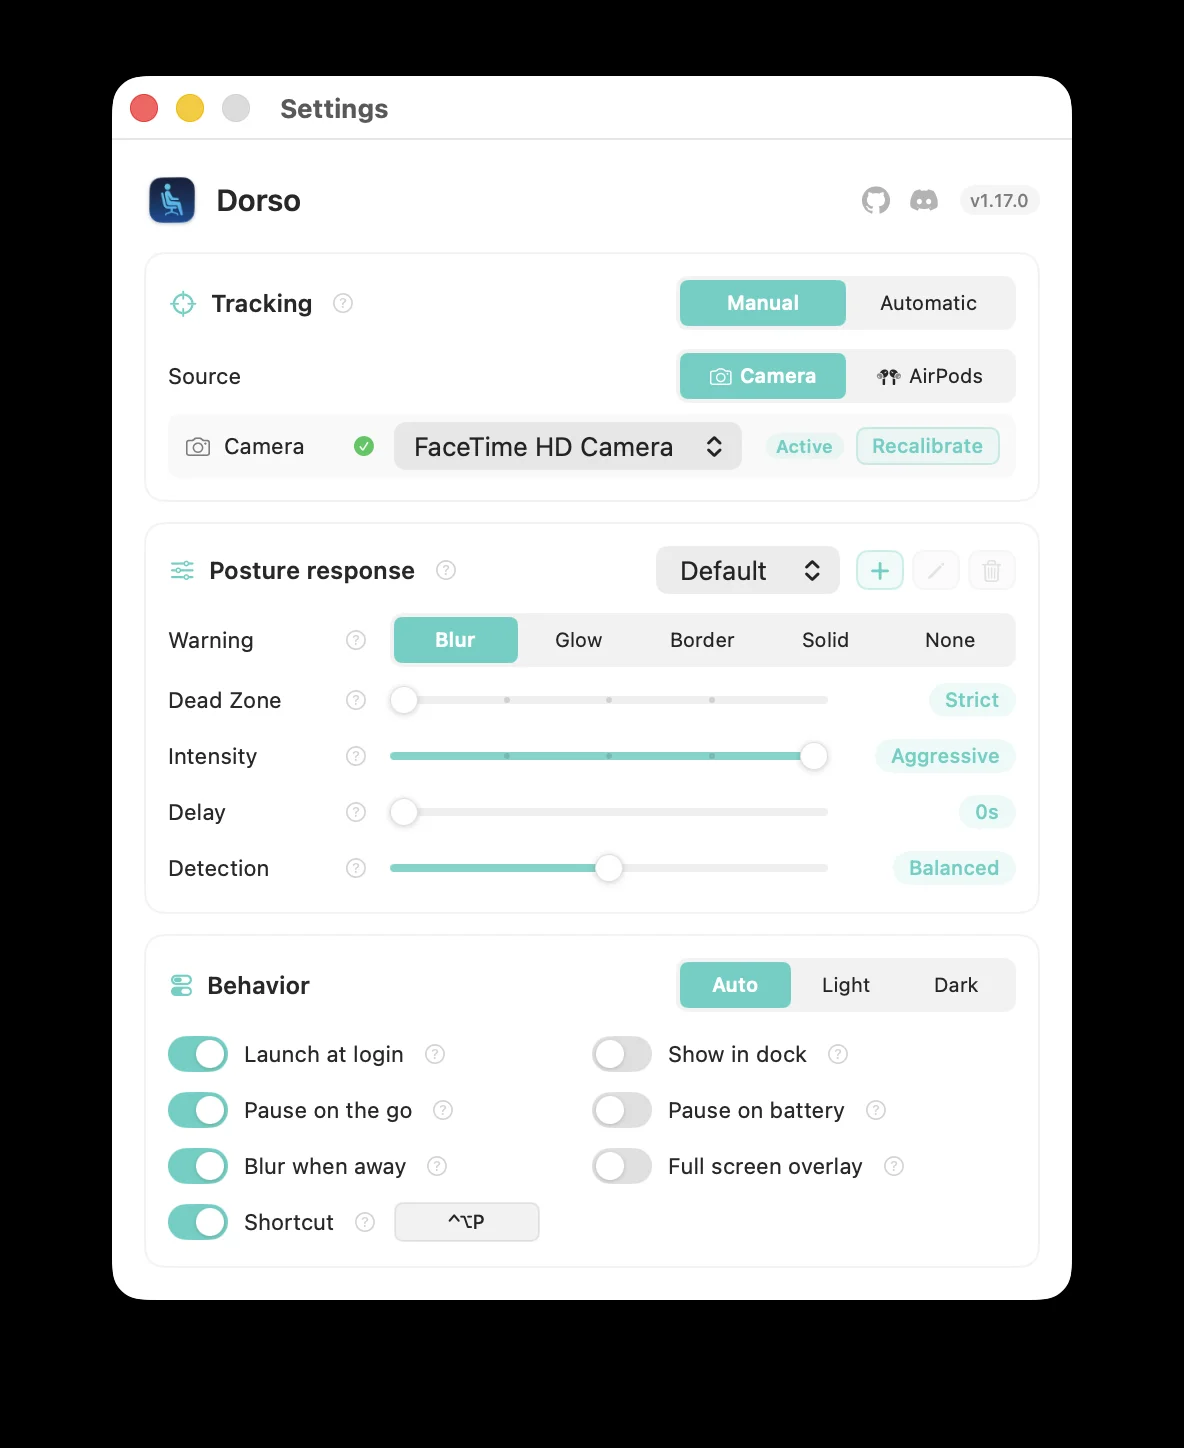 Settings
Dorso
v1.17.0
Tracking ? Manual Automatic
Source Camera AirPods
Camera FaceTime HD Camera Active Recalibrate
Posture response ? Default +
Warning ? Blur Glow Border Solid None
Dead Zone ? Strict
Intensity ? Aggressive
Delay ? 0s
Detection ? Balanced
Behavior Auto Light Dark
Launch at login ? Show in dock ?
Pause on the go ? Pause on battery ?
Blur when away ? Full screen overlay ?
Shortcut ? ^⌥P